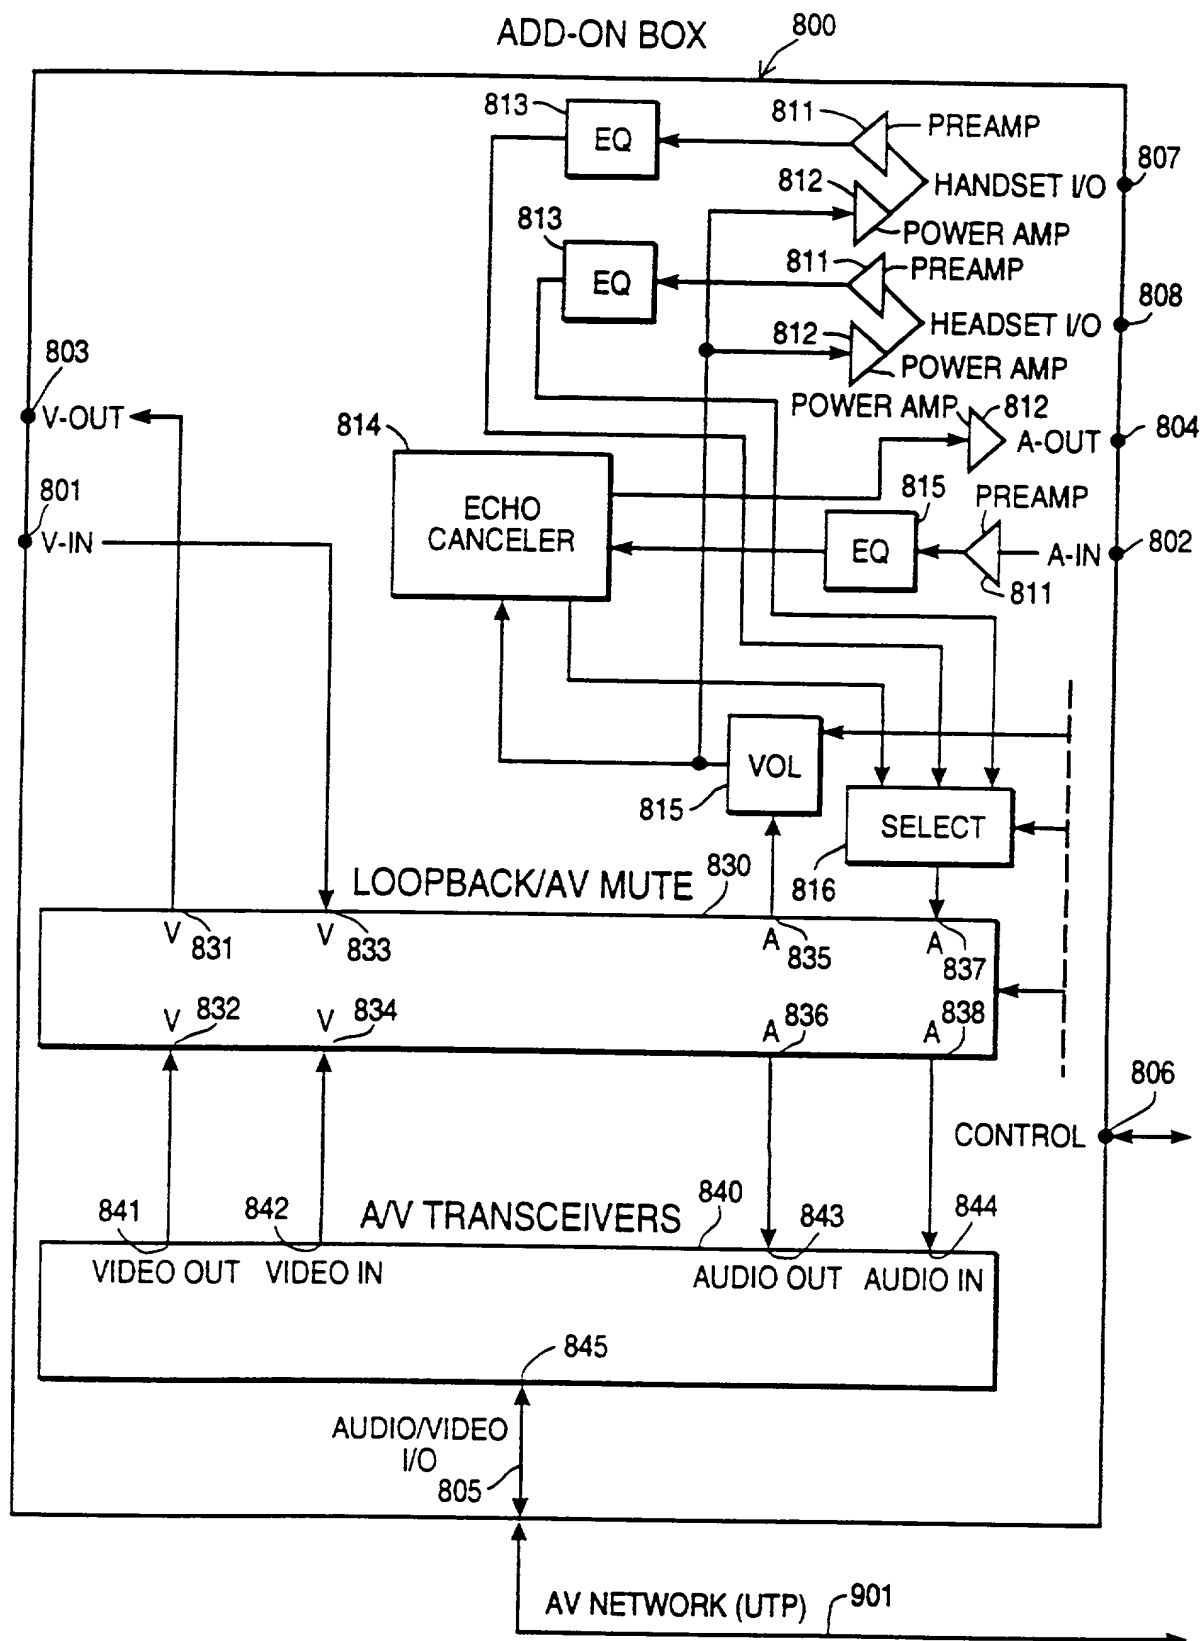 ADD-ON BOX
800
813
EQ
811
PREAMP
807
812
HANDSET I/O
POWER AMP
813
EQ
811
PREAMP
808
812
HEADSET I/O
POWER AMP
803
V-OUT
POWER AMP
812
A-OUT
804
814
ECHO
CANCELER
801
V-IN
815
EQ
PREAMP
A-IN
802
811
VOL
815
SELECT
816
LOOPBACK/AV MUTE
830
V
831
V
833
A
835
A
837
V
832
V
834
A
836
A
838
806
CONTROL
A/V TRANSCEIVERS
840
841
842
843
844
VIDEO OUT
VIDEO IN
AUDIO OUT
AUDIO IN
845
AUDIO/VIDEO
I/O
805
AV NETWORK (UTP)
901